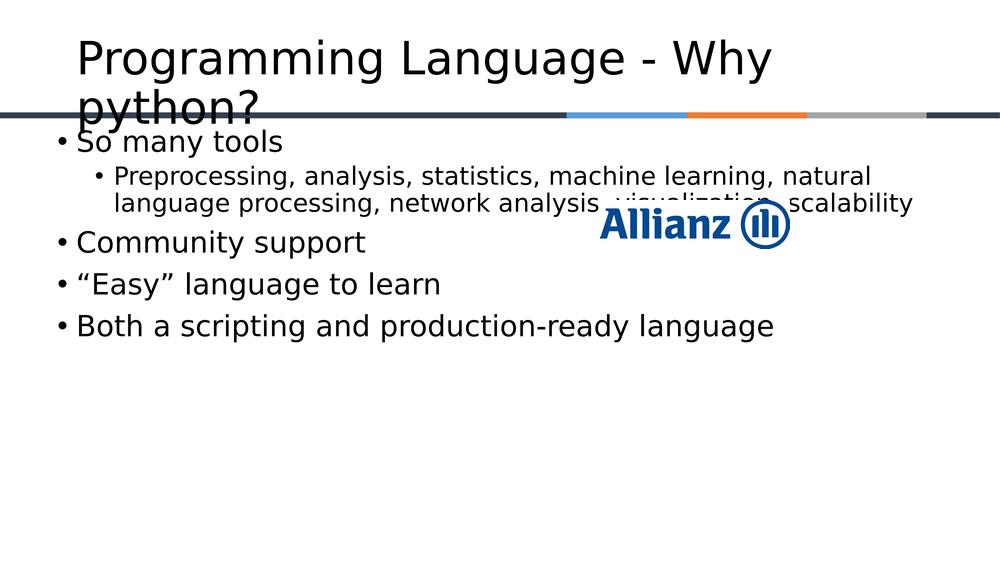 Programming Language - Why
python?
• So many tools
• Preprocessing, analysis, statistics, machine learning, natural
language processing, network analysis, visualization, scalability
Allianz
• Community support
• “Easy” language to learn
• Both a scripting and production-ready language